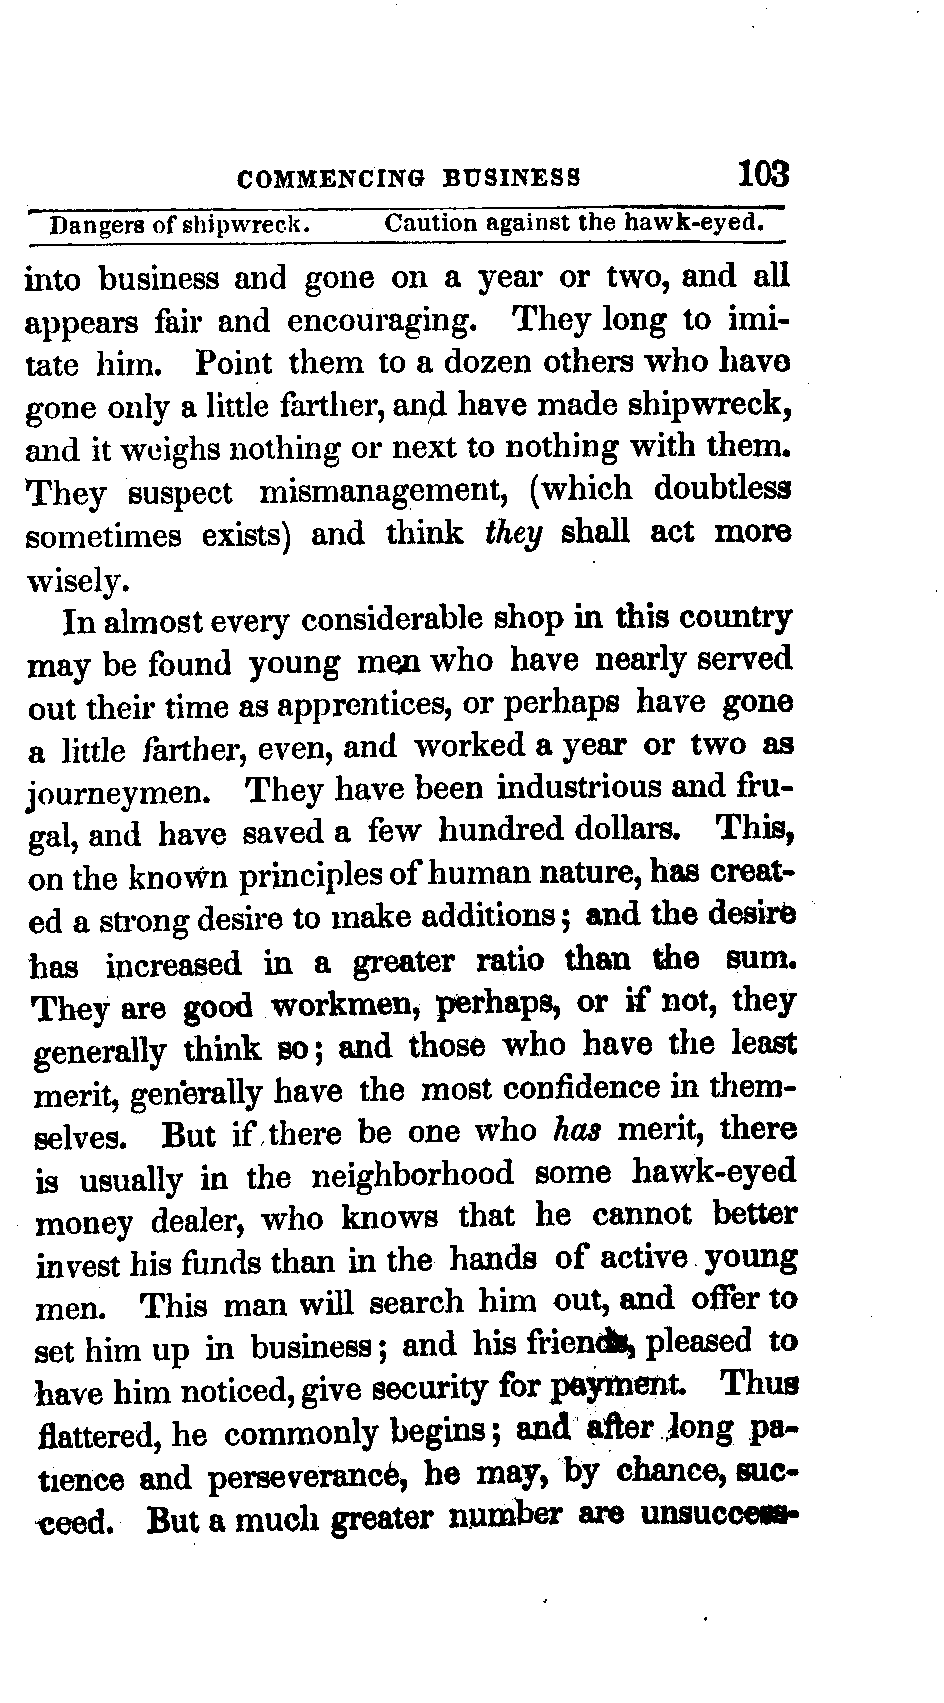 COMMENCING BUSINESS 103
Dangers of shipwreck. Caution against the hawk-eyed.
into business and gone on a year or two, and all
appears fair and encouraging. They long to imi-
tate him. Point them to a dozen others who have
gone only a little farther, and have made shipwreck,
and it weighs nothing or next to nothing with them.
They suspect mismanagement, (which doubtless
sometimes exists) and think they shall act more
wisely.
In almost every considerable shop in this country
may be found young men who have nearly served
out their time as apprentices, or perhaps have gone
a little farther, even, and worked a year or two as
journeymen. They have been industrious and fru-
gal, and have saved a few hundred dollars. This,
on the known principles of human nature, has creat-
ed a strong desire to make additions; and the desire
has increased in a greater ratio than the sum.
They are good workmen, perhaps, or if not, they
generally think so; and those who have the least
merit, generally have the most confidence in them-
selves. But if there be one who has merit, there
is usually in the neighborhood some hawk-eyed
money dealer, who knows that he cannot better
invest his funds than in the hands of active young
men. This man will search him out, and offer to
set him up in business; and his friends, pleased to
have him noticed, give security for payment. Thus
flattered, he commonly begins; and after long pa-
tience and perseverance, he may, by chance, suc-
ceed. But a much greater number are unsuccess-